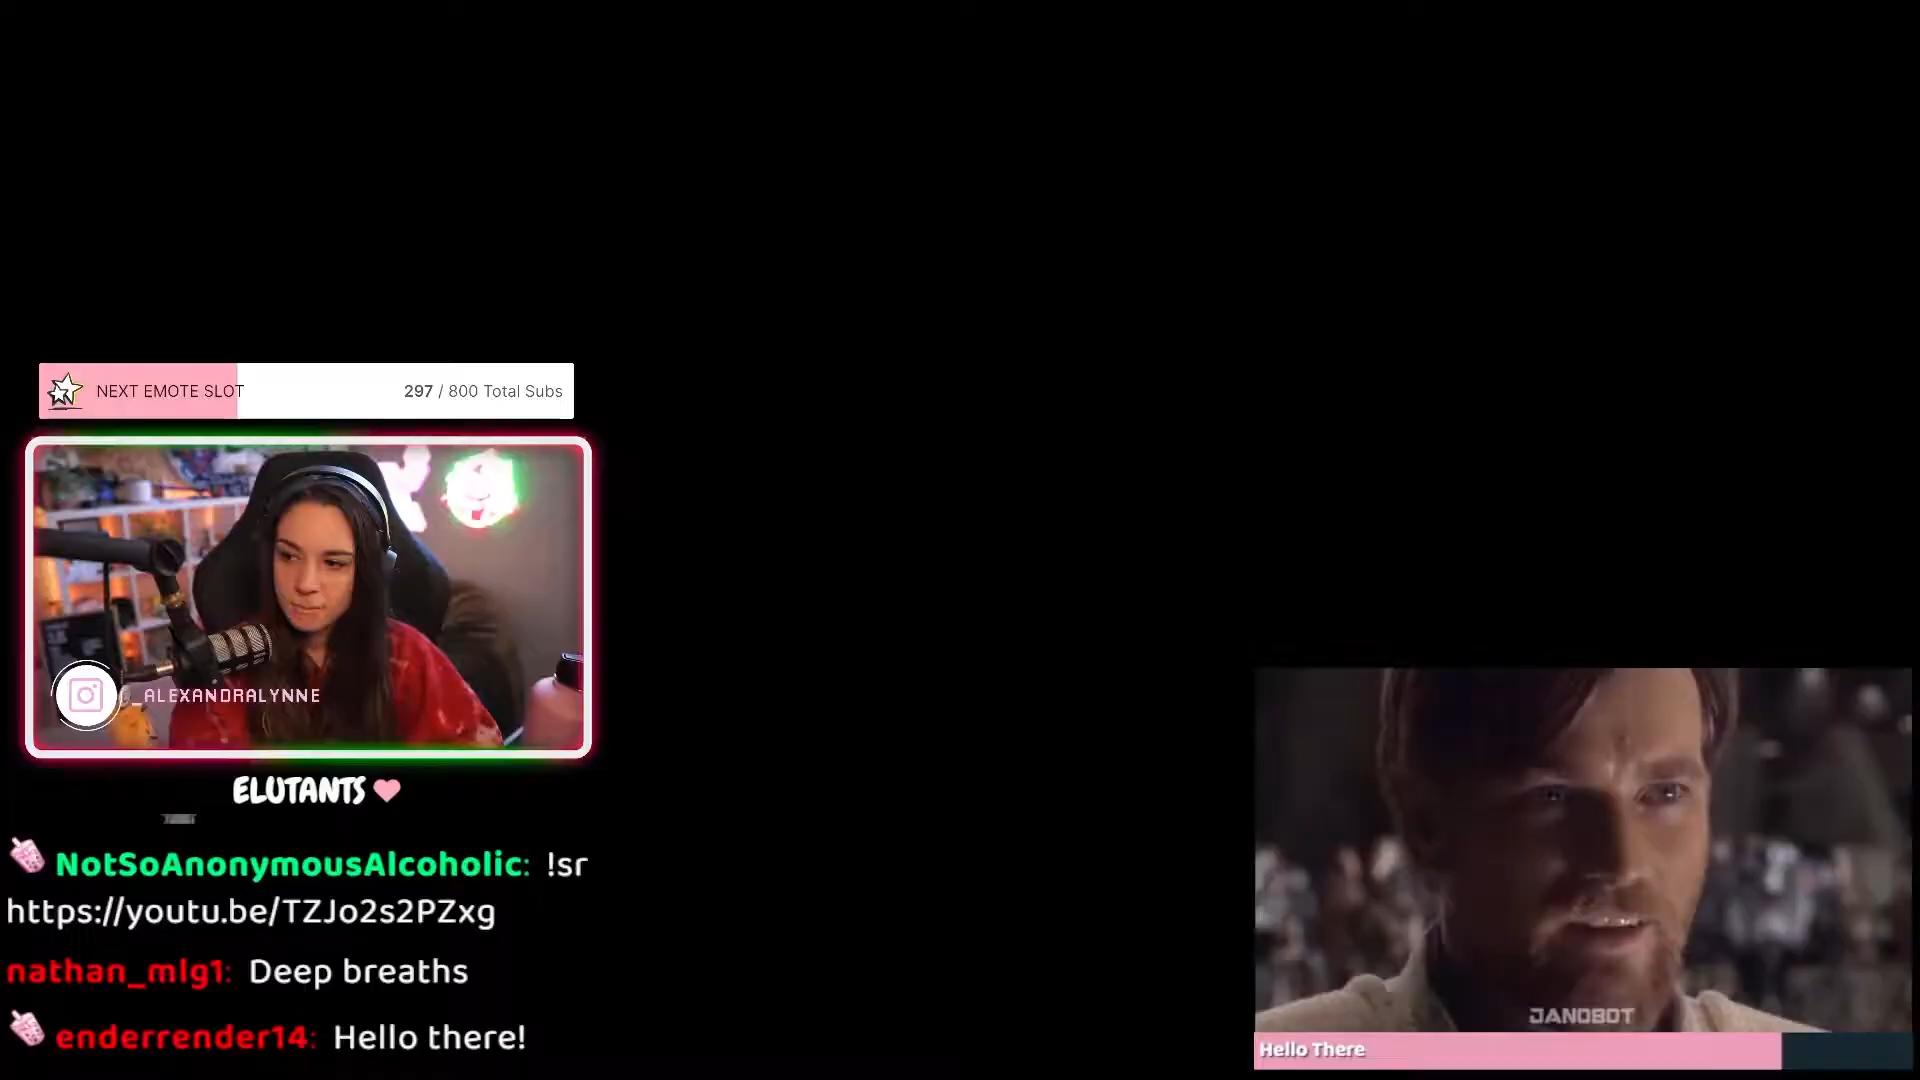 NEXT EMOTE SLOT
297 / 800 Total Subs
_ALEXANDRALYNNE
ELUTANTS
NotSoAnonymousAlcoholic: !sr
https://youtu.be/TZJo2s2PZxg
nathan_mlg1: Deep breaths
enderrender14: Hello there!
JANOBOT
Hello There